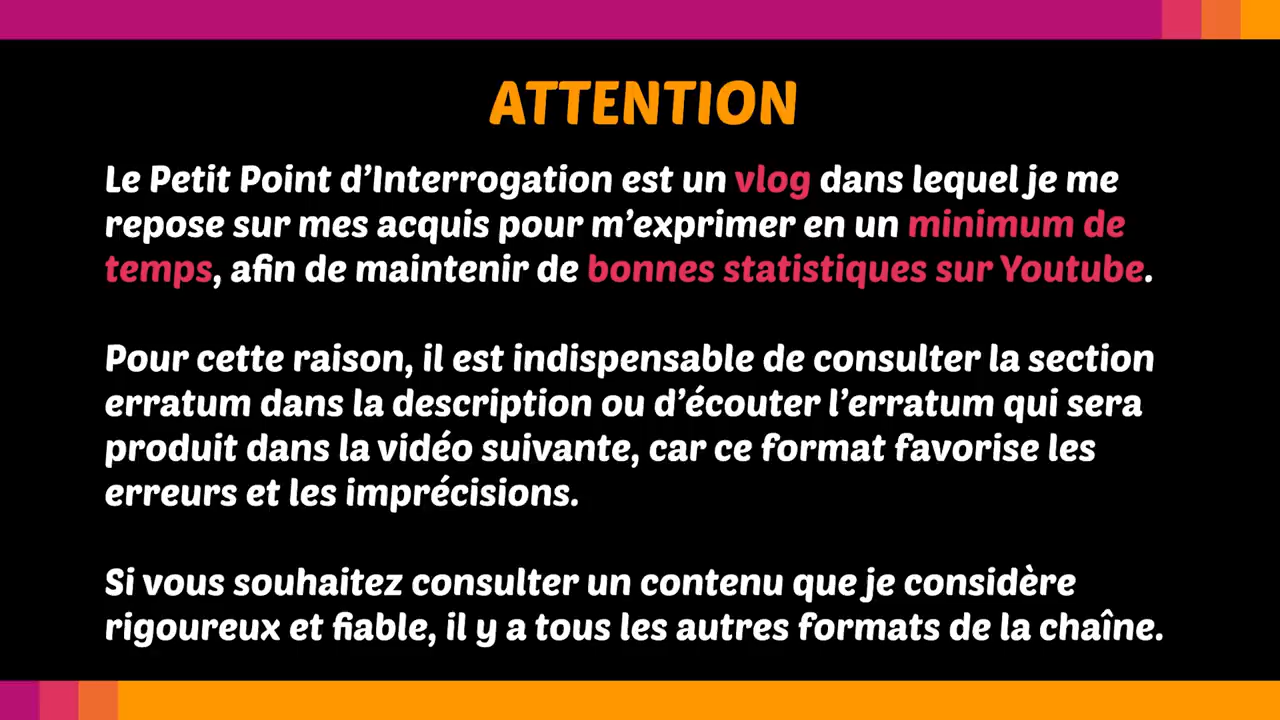 ATTENTION
Le Petit Point d’Interrogation est un vlog dans lequel je me
repose sur mes acquis pour m’exprimer en un minimum de
temps, afin de maintenir de bonnes statistiques sur Youtube.
Pour cette raison, il est indispensable de consulter la section
erratum dans la description ou d’écouter l’erratum qui sera
produit dans la vidéo suivante, car ce format favorise les
erreurs et les imprécisions.
Si vous souhaitez consulter un contenu que je considère
rigoureux et fiable, il y a tous les autres formats de la chaîne.